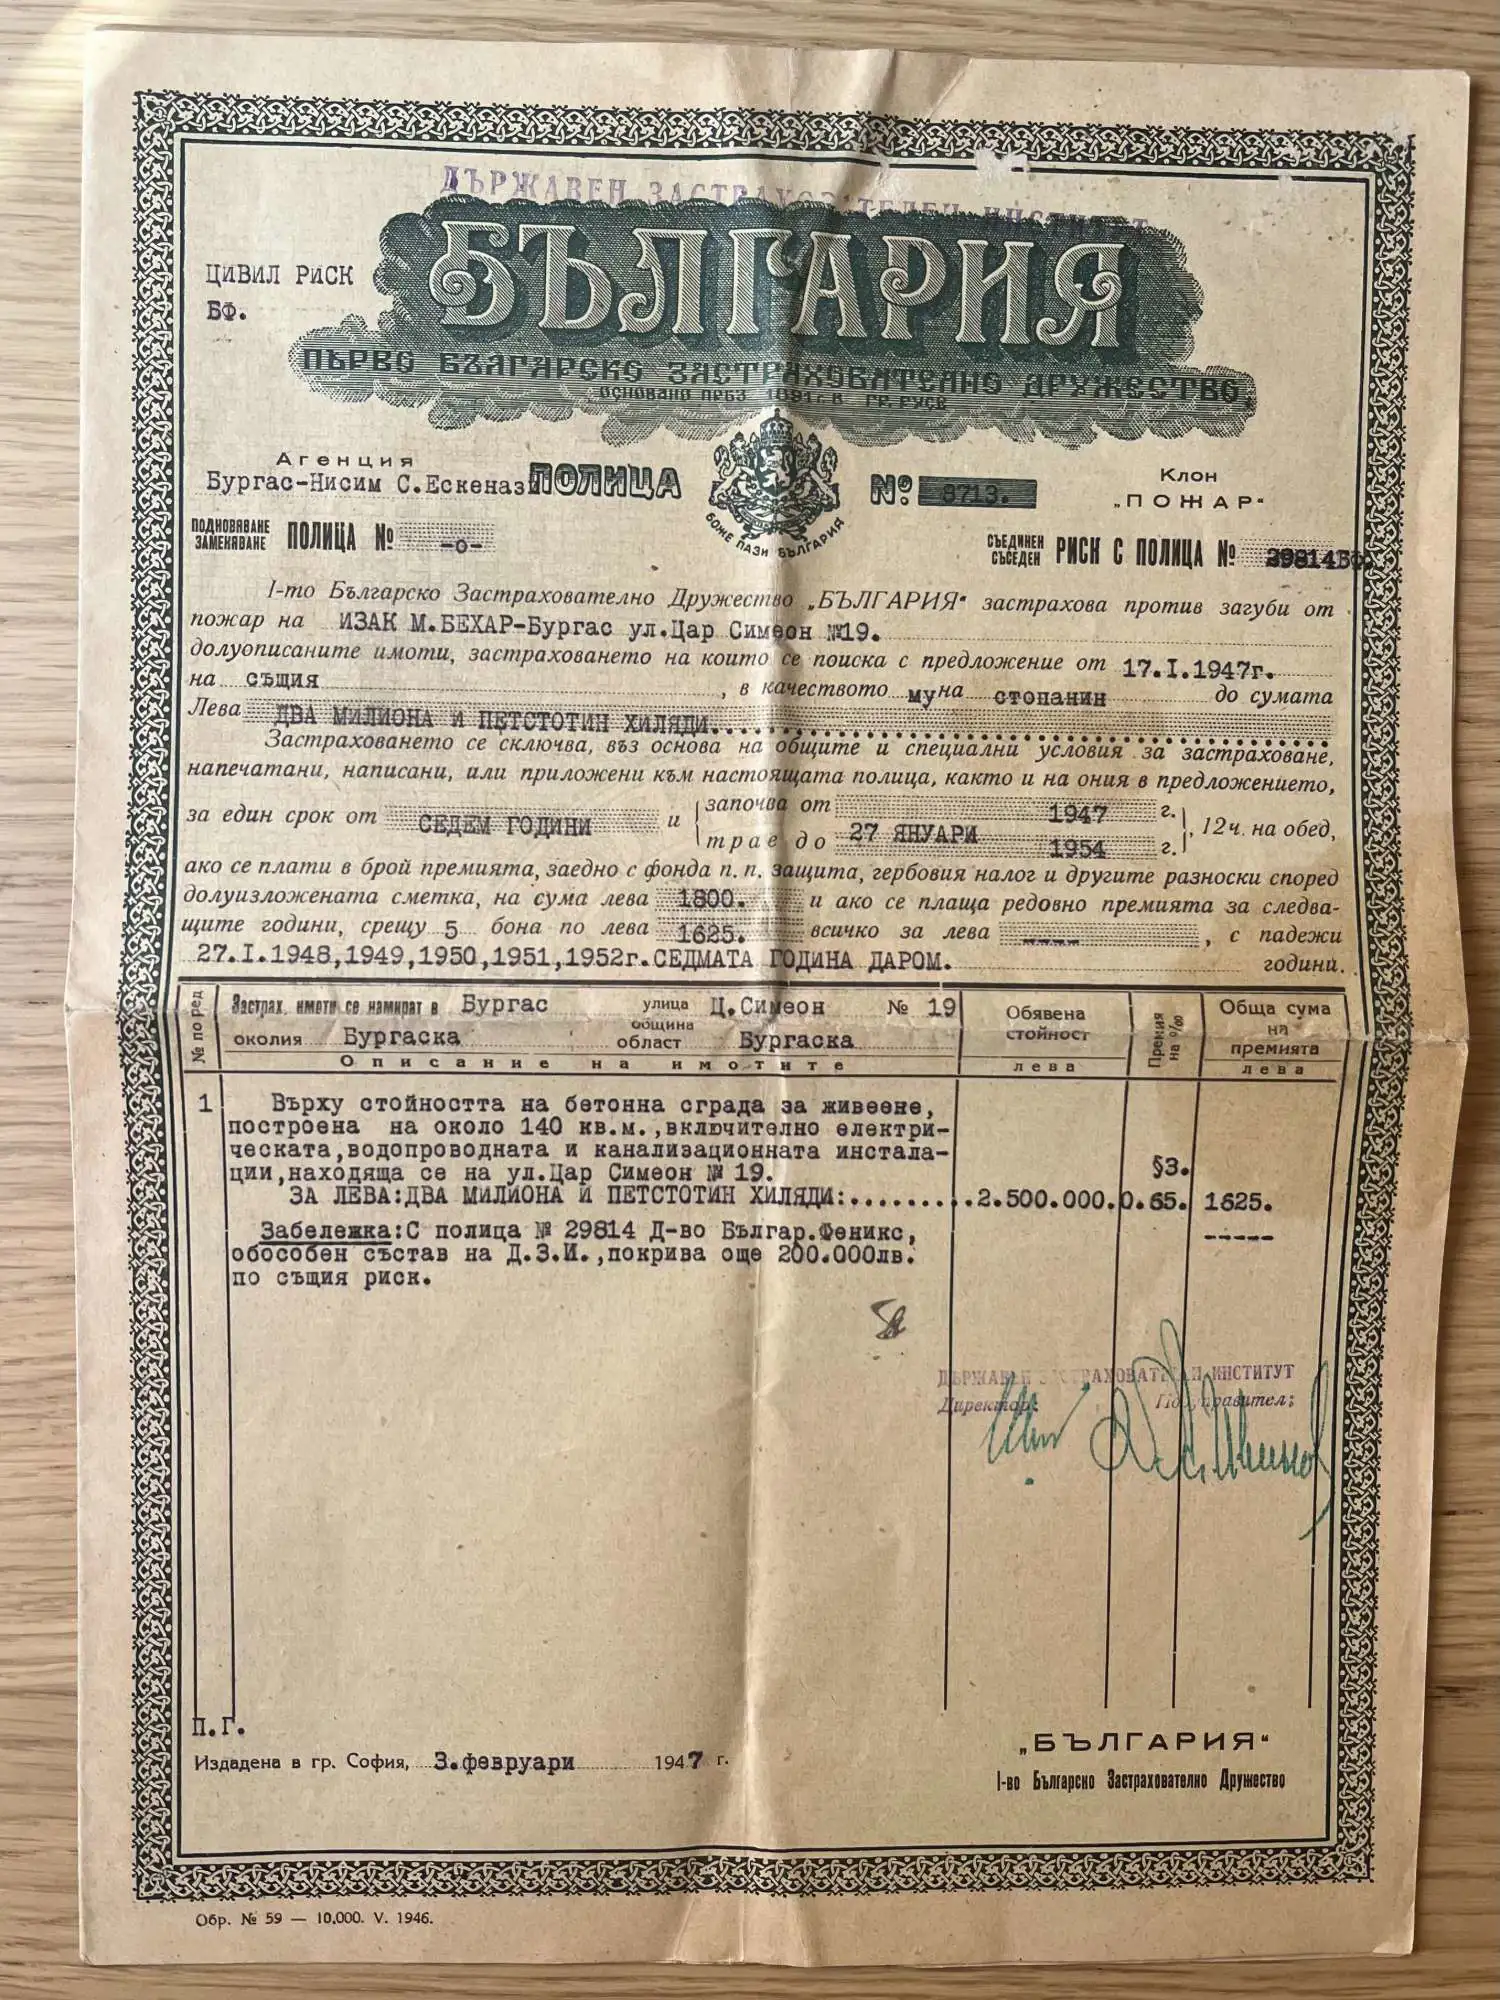 ДЪРЖАВЕН ЗАСТРАХОВАТЕЛЕН ИНСТИТУТ
БЪЛГАРИЯ
ЦИВИЛ РИСК
БФ.
ПЪРВО БЪЛГАРСКО ЗАСТРАХОВАТЕЛНО ДРУЖЕСТВО,
ОСНОВАНО ПРЕЗ 1891 Г. В ГР. РУСЕ
Агенция
Бургас-Нисим С.Ескенази ПОЛИЦА № 8713.
Клон
„ПОЖАР“
БОЖЕ ПАЗИ БЪЛГАРИЯ
ПОДНОВЯВАНЕ
ЗАМЕНЯВАНЕ ПОЛИЦА № -о-
СЪЕДИНЕН
СЪСЕДЕН РИСК С ПОЛИЦА № 29814БФ.
I-то Българско Застрахователно Дружество „БЪЛГАРИЯ“ застрахова против загуби от
пожар на ИЗАК М.БЕХАР-Бургас ул.Цар Симеон №19.
долуописаните имоти, застраховането на които се поиска с предложение от 17.I.1947г.
на същия, в качеството му на стопанин до сумата
Лева ДВА МИЛИОНА И ПЕТСТОТИН ХИЛЯДИ
Застраховането се сключва, въз основа на общите и специални условия за застраховане,
напечатани, написани, или приложени към настоящата полица, както и на ония в предложението,
за един срок от СЕДЕМ ГОДИНИ и
започва от 1947 г.
трае до 27 ЯНУАРИ 1954 г.
, 12 ч. на обед,
ако се плати в брой премията, заедно с фонда п. п. защита, гербовия налог и другите разноски според
долуизложената сметка, на сума лева 1800. и ако се плаща редовно премията за следва-
щите години, срещу 5 бона по лева 1625. всичко за лева ----, с падежи
27.I.1948,1949,1950,1951,1952г.СЕДМАТА ГОДИНА ДАРОМ. години.
№ по ред
Застрах. имоти се намират в Бургас улица Ц.Симеон № 19
околия Бургаска община
област Бургаска
Описание на имотите
Обявена
стойност
лева
Премия
на %₀
Обща сума
на
премията
лева
1 Върху стойността на бетонна сграда за живеене,
построена на около 140 кв.м.,включително електри-
ческата,водопроводната и канализационната инсталa-
ции,находяща се на ул.Цар Симеон № 19. §3.
ЗА ЛЕВА:ДВА МИЛИОНА И ПЕТСТОТИН ХИЛЯДИ:.........2.500.000. 0.65. 1625.
-----
Забележка:С полица № 29814 Д-во Българ.Феникс,
обособен състав на Д.З.И.,покрива още 200.000лв.
по същия риск.
ДЪРЖАВЕН ЗАСТРАХОВАТЕЛЕН ИНСТИТУТ
Директор: Подуправител:
П.Г.
Издадена в гр. София, 3.февруари 1947 г.
„БЪЛГАРИЯ“
I-во Българско Застрахователно Дружество
Обр. № 59 — 10.000. V. 1946.